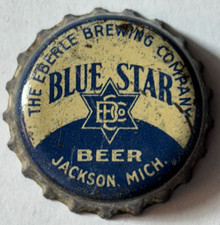 THE EBERLE BREWING COMPANY
BLUE STAR
EBCo
BEER
JACKSON, MICH.